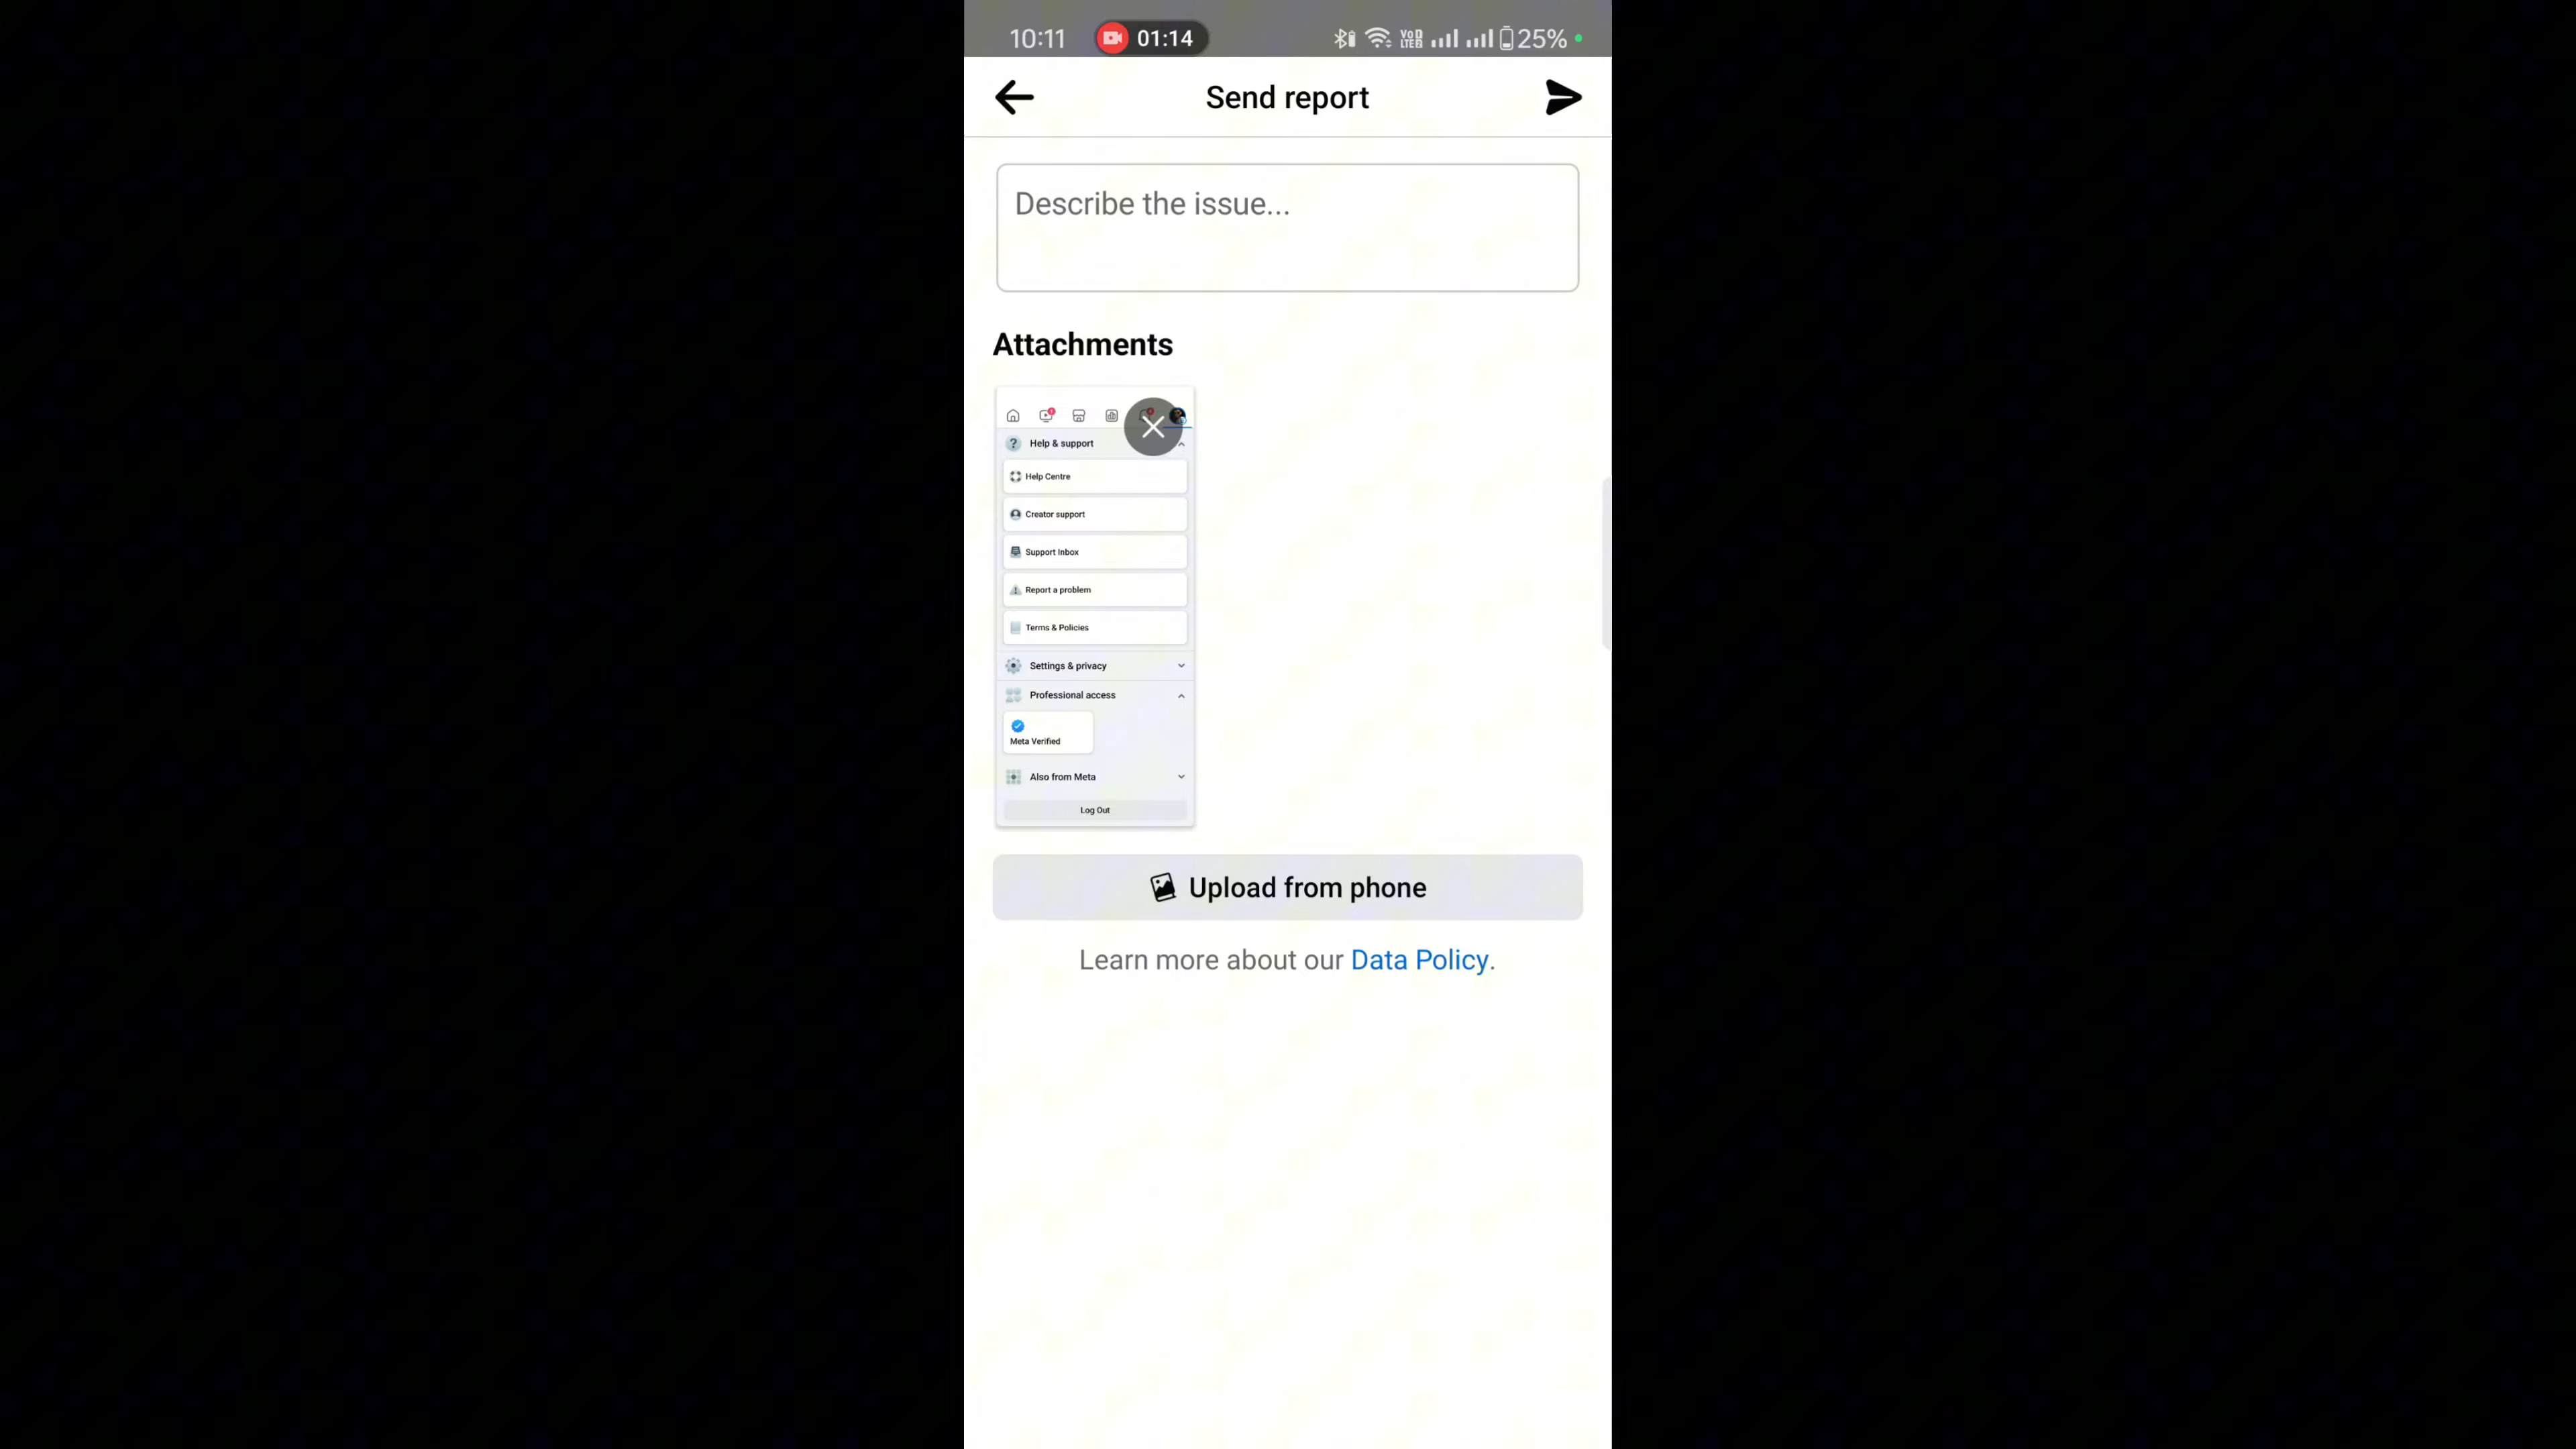 10:11 01:14 VoD LTE 25%
Send report
Describe the issue...
Attachments
Help & support
Help Centre
Creator support
Support Inbox
Report a problem
Terms & Policies
Settings & privacy
Professional access
Meta Verified
Also from Meta
Log Out
Upload from phone
Learn more about our Data Policy.